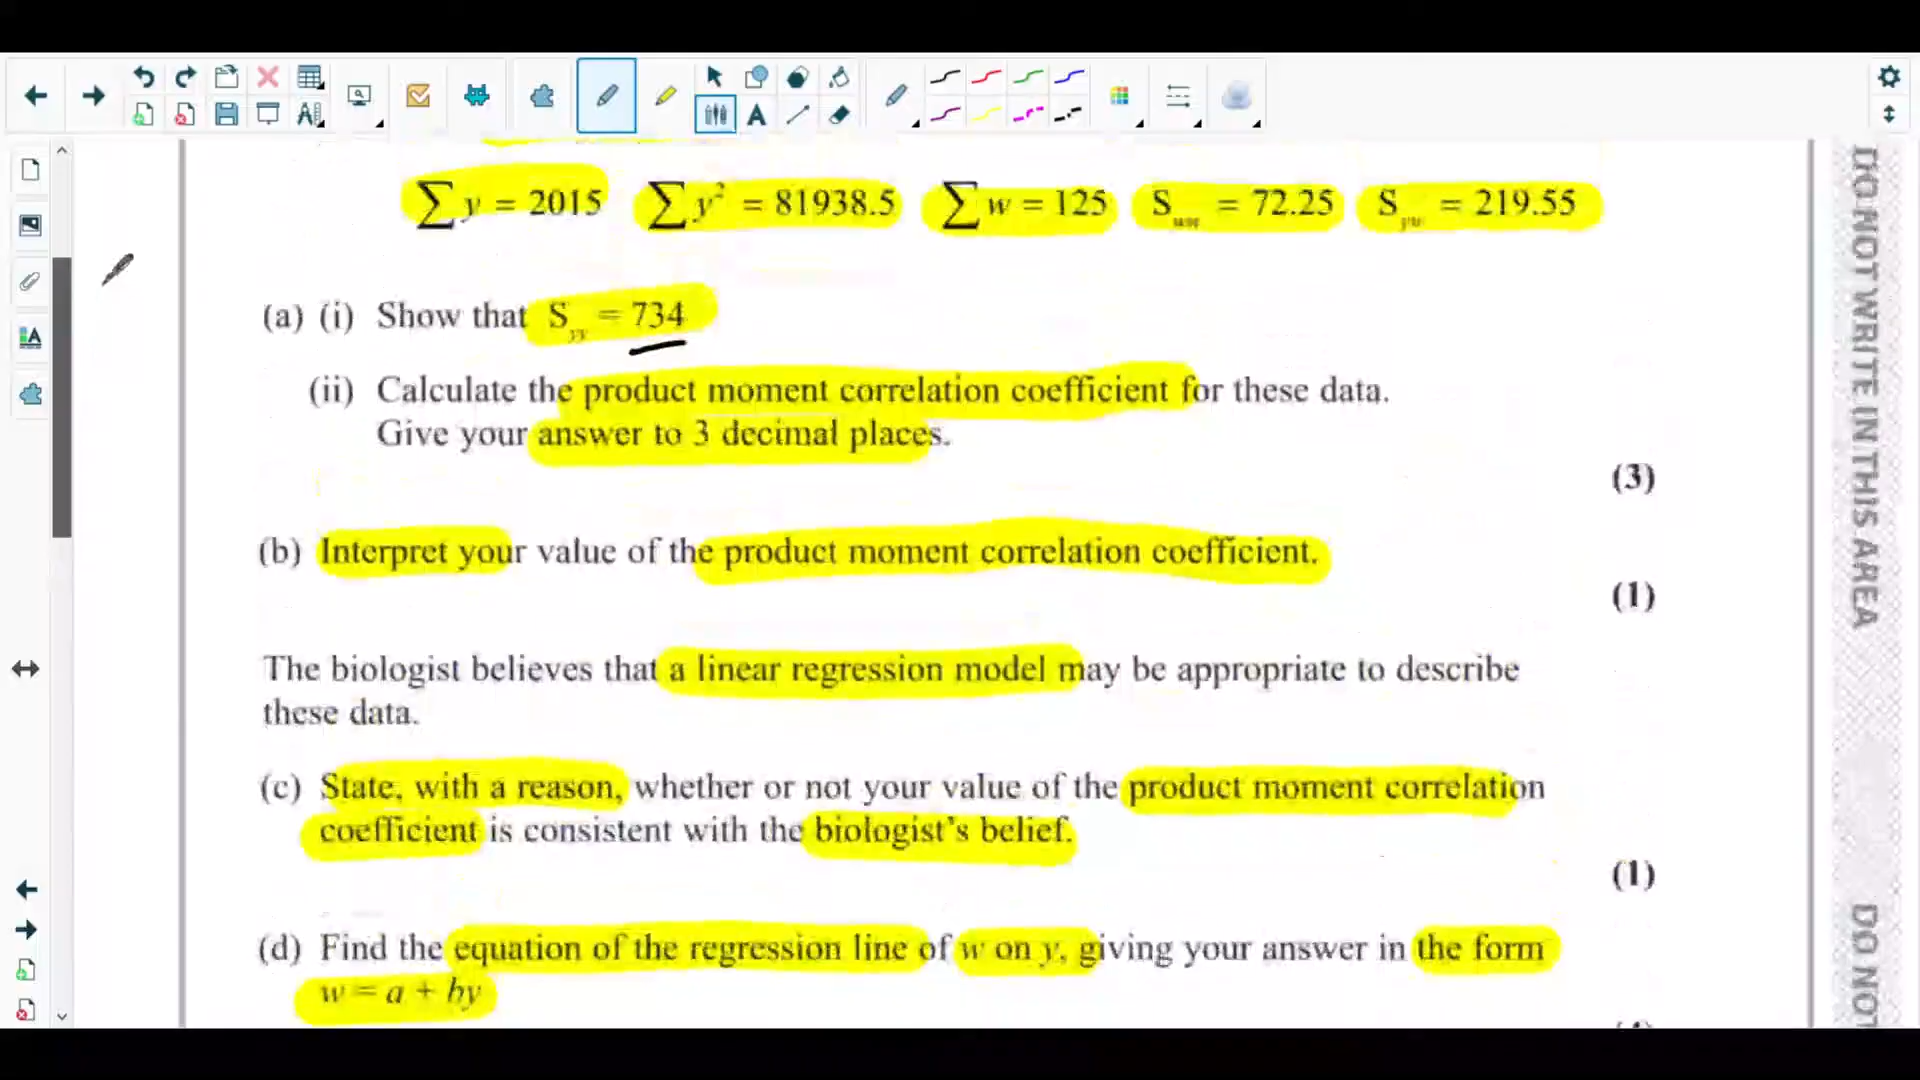 ∑ y = 2015 ∑ y² = 81938.5 ∑ w = 125 S_ww = 72.25 S_yw = 219.55
(a) (i) Show that S_yy = 734
(ii) Calculate the product moment correlation coefficient for these data.
Give your answer to 3 decimal places.
(3)
(b) Interpret your value of the product moment correlation coefficient.
(1)
The biologist believes that a linear regression model may be appropriate to describe
these data.
(c) State, with a reason, whether or not your value of the product moment correlation
coefficient is consistent with the biologist's belief.
(1)
(d) Find the equation of the regression line of w on y, giving your answer in the form
w = a + by
DO NOT WRITE IN THIS AREA
DO NOT